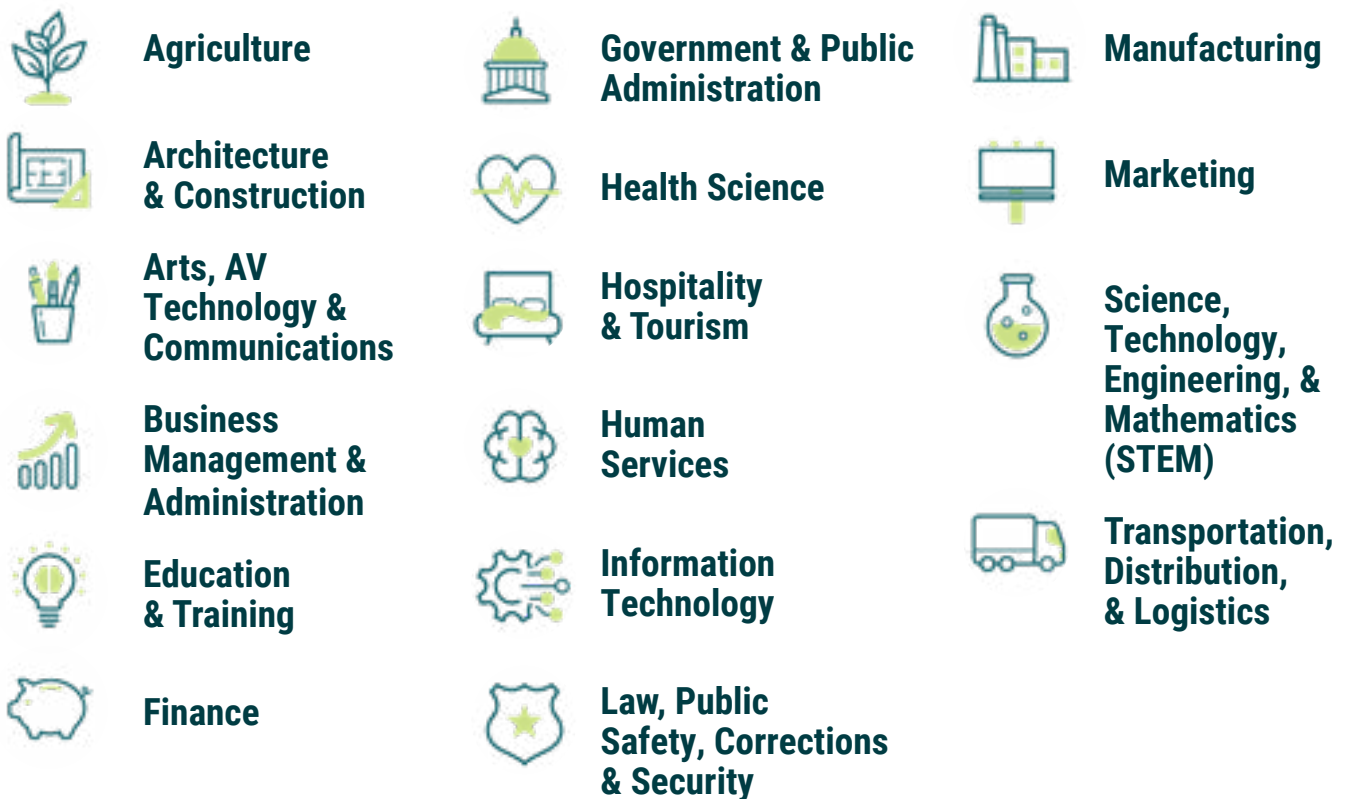 Agriculture
Architecture
& Construction
Arts, AV
Technology &
Communications
Business
Management &
Administration
Education
& Training
Finance
Government & Public
Administration
Health Science
Hospitality
& Tourism
Human
Services
Information
Technology
Law, Public
Safety, Corrections
& Security
Manufacturing
Marketing
Science,
Technology,
Engineering, &
Mathematics
(STEM)
Transportation,
Distribution,
& Logistics